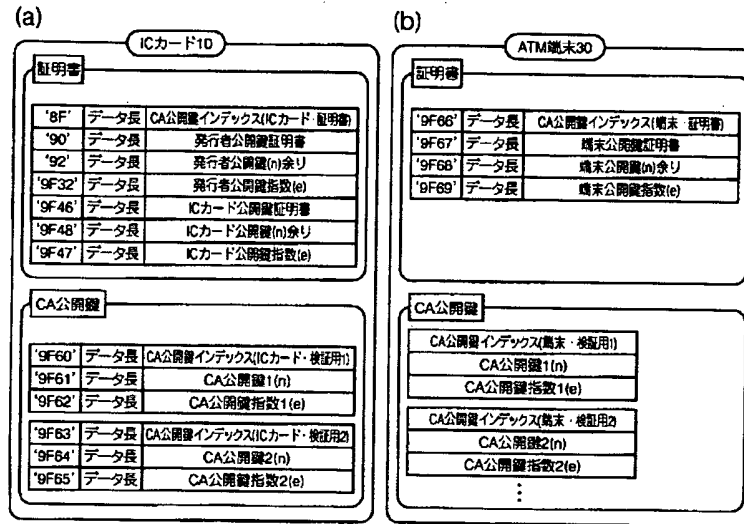 (a)
ICカード10
証明書
'8F' データ長 CA公開鍵インデックス(ICカード・証明書)
'90' データ長 発行者公開鍵証明書
'92' データ長 発行者公開鍵(n)余り
'9F32' データ長 発行者公開鍵指数(e)
'9F46' データ長 ICカード公開鍵証明書
'9F48' データ長 ICカード公開鍵(n)余り
'9F47' データ長 ICカード公開鍵指数(e)
CA公開鍵
'9F60' データ長 CA公開鍵インデックス(ICカード・検証用1)
'9F61' データ長 CA公開鍵1(n)
'9F62' データ長 CA公開鍵指数1(e)
'9F63' データ長 CA公開鍵インデックス(ICカード・検証用2)
'9F64' データ長 CA公開鍵2(n)
'9F65' データ長 CA公開鍵指数2(e)
(b)
ATM端末30
証明書
'9F66' データ長 CA公開鍵インデックス(端末・証明書)
'9F67' データ長 端末公開鍵証明書
'9F68' データ長 端末公開鍵(n)余り
'9F69' データ長 端末公開鍵指数(e)
CA公開鍵
CA公開鍵インデックス(端末・検証用1)
CA公開鍵1(n)
CA公開鍵指数1(e)
CA公開鍵インデックス(端末・検証用2)
CA公開鍵2(n)
CA公開鍵指数2(e)
⋮